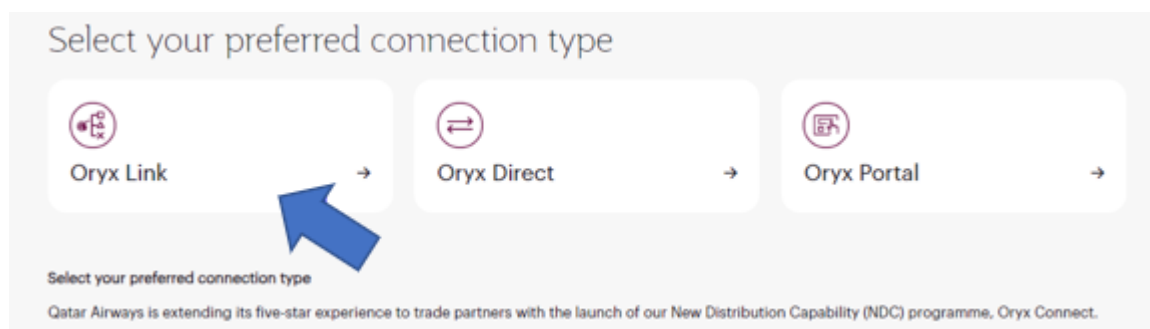 Select your preferred connection type
Oryx Link →
Oryx Direct →
Oryx Portal →
Select your preferred connection type
Qatar Airways is extending its five-star experience to trade partners with the launch of our New Distribution Capability (NDC) programme, Oryx Connect.